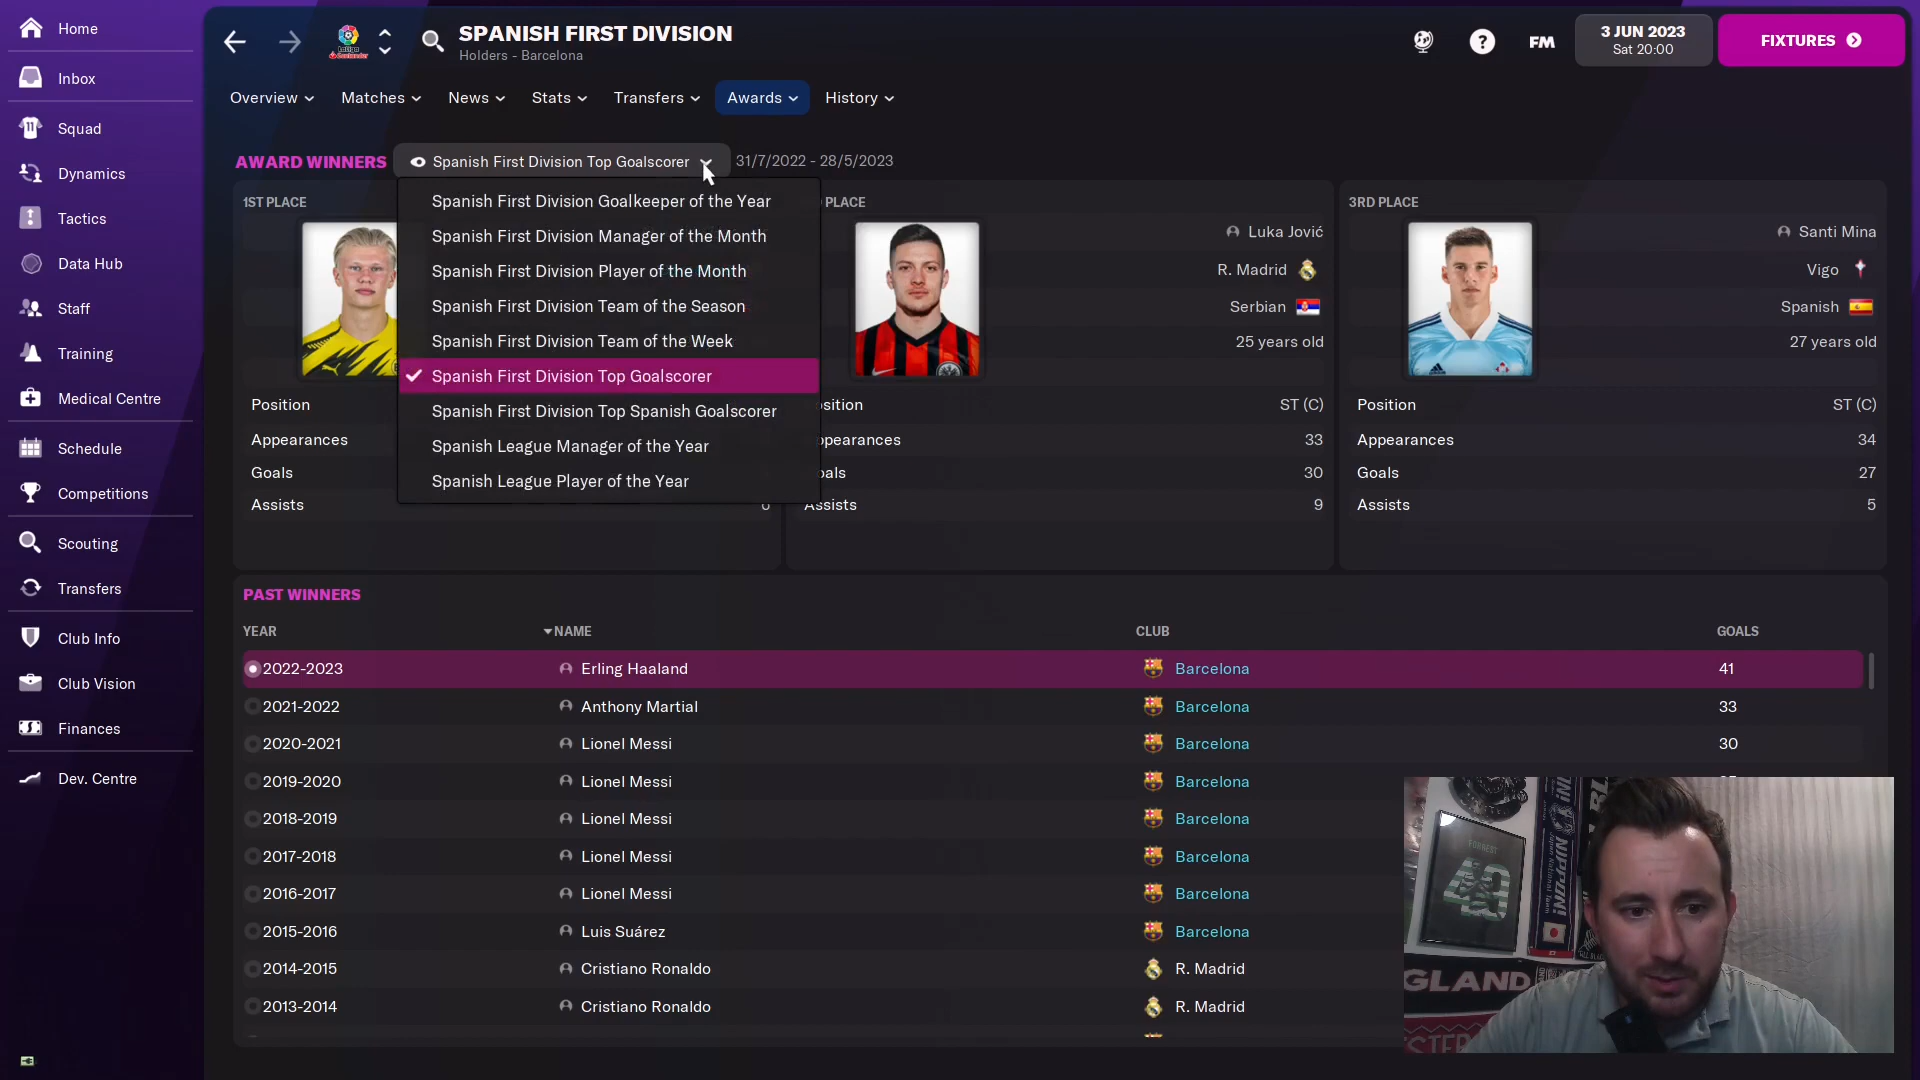 Home
Inbox
Squad
Dynamics
Tactics
Data Hub
Staff
Training
Medical Centre
Schedule
Competitions
Scouting
Transfers
Club Info
Club Vision
Finances
Dev. Centre
SPANISH FIRST DIVISION
Holders - Barcelona
FM
3 JUN 2023
Sat 20:00
FIXTURES
Overview Matches News Stats Transfers Awards History
AWARD WINNERS Spanish First Division Top Goalscorer 31/7/2022 - 28/5/2023
Spanish First Division Goalkeeper of the Year
Spanish First Division Manager of the Month
Spanish First Division Player of the Month
Spanish First Division Team of the Season
Spanish First Division Team of the Week
Spanish First Division Top Goalscorer
Spanish First Division Top Spanish Goalscorer
Spanish League Manager of the Year
Spanish League Player of the Year
1ST PLACE
Position
Appearances
Goals
Assists
PLACE
Luka Jović
R. Madrid
Serbian
25 years old
ST (C)
33
30
Assists 9
3RD PLACE
Santi Mina
Vigo
Spanish
27 years old
Position ST (C)
Appearances 34
Goals 27
Assists 5
PAST WINNERS
YEAR NAME CLUB GOALS
2022-2023 Erling Haaland Barcelona 41
2021-2022 Anthony Martial Barcelona 33
2020-2021 Lionel Messi Barcelona 30
2019-2020 Lionel Messi Barcelona
2018-2019 Lionel Messi Barcelona
2017-2018 Lionel Messi Barcelona
2016-2017 Lionel Messi Barcelona
2015-2016 Luis Suárez Barcelona
2014-2015 Cristiano Ronaldo R. Madrid
2013-2014 Cristiano Ronaldo R. Madrid
FORREST
49
NIPPON!
Japan National Team
GLAND